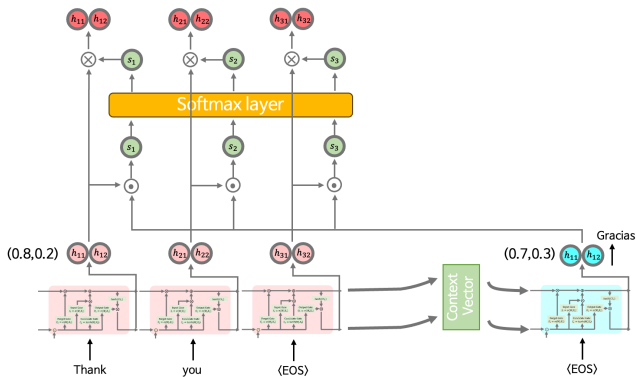 h11 h12 h21 h22 h31 h32
s1 s2 s3
Softmax layer
s1 s2 s3
Gracias
(0.8,0.2) h11 h12 h21 h22 h31 h32 (0.7,0.3) h11 h12
Context
Vector
Thank you ⟨EOS⟩ ⟨EOS⟩